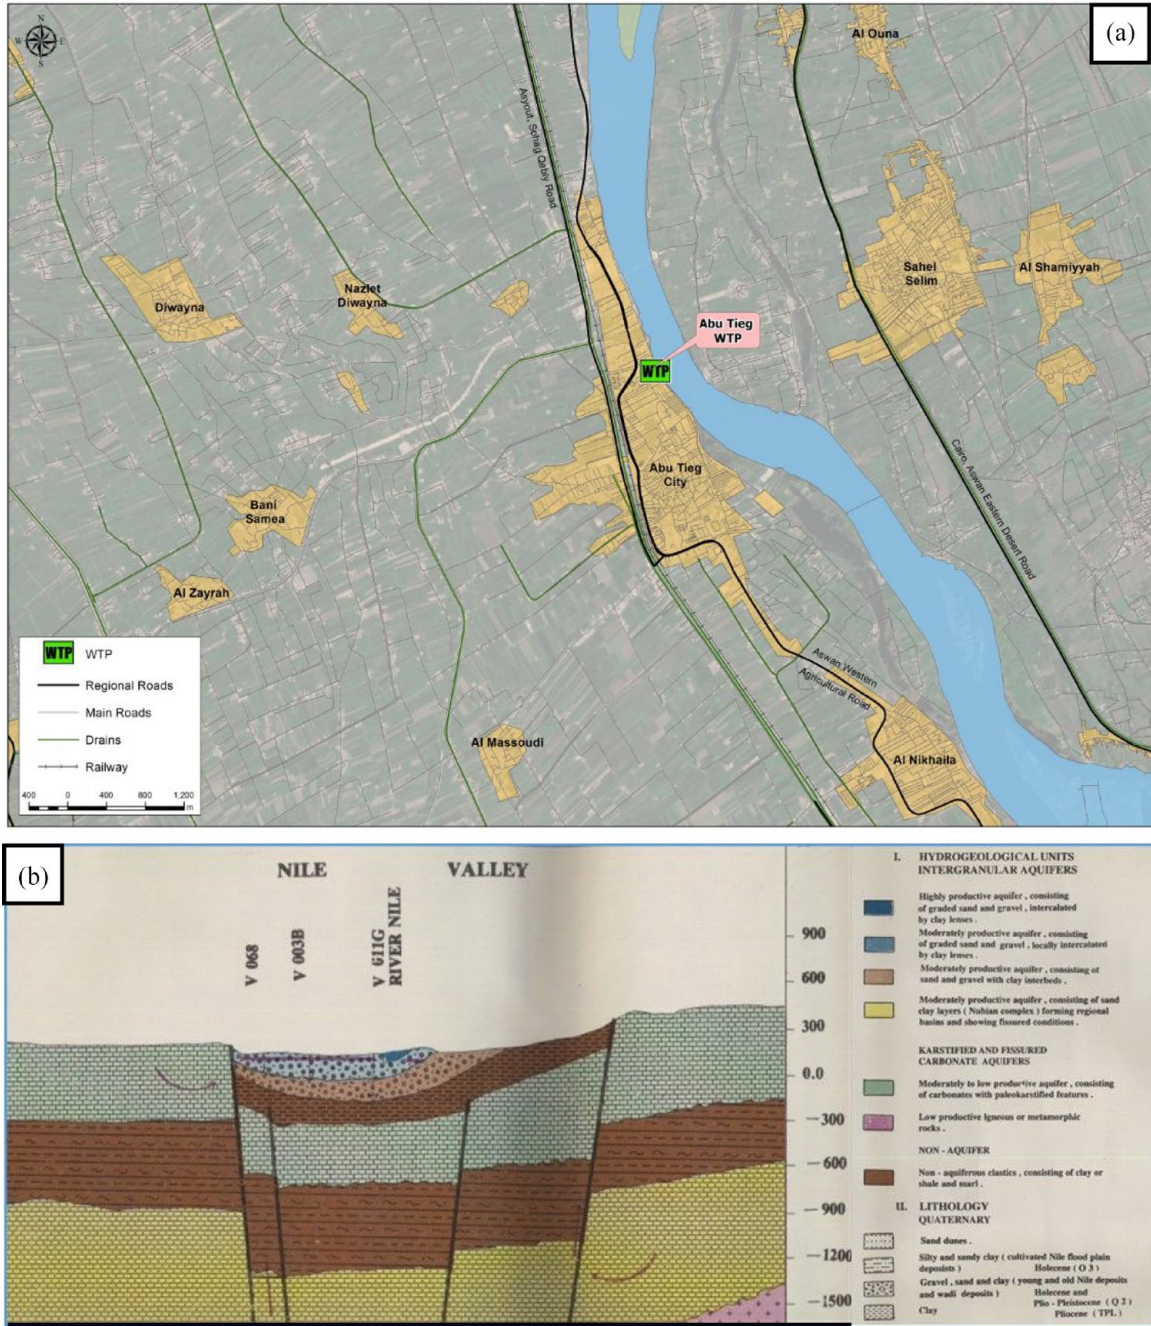 (a)
N
W
E
S
Al Ouna
Asyout, Sohag Qebly Road
Sahel
Selim
Al Shamiyyah
Diwayna
Nazlet
Diwayna
Abu Tieg
WTP
WTP
Abu Tieg
City
Cairo, Aswan Eastern Desert Road
Bani
Samea
Al Zayrah
Aswan Western
Agricultural Road
Al Massoudi
Al Nikhaila
WTP WTP
Regional Roads
Main Roads
Drains
Railway
400 0 400 800 1,200
m
(b)
NILE VALLEY
V 068
V 003B
V 011G
RIVER NILE
900
600
300
0.0
−300
−600
−900
−1200
−1500
I. HYDROGEOLOGICAL UNITS
INTERGRANULAR AQUIFERS
Highly productive aquifer, consisting
of graded sand and gravel, intercalated
by clay lenses.
Moderately productive aquifer, consisting
of graded sand and gravel, locally intercalated
by clay lenses.
Moderately productive aquifer, consisting of
sand and gravel with clay interbeds.
Moderately productive aquifer, consisting of sand
clay layers (Nubian complex) forming regional
basins and showing fissured conditions.
KARSTIFIED AND FISSURED
CARBONATE AQUIFERS
Moderately to low productive aquifer, consisting
of carbonates with paleokarstified features.
Low productive Igneous or metamorphic
rocks.
NON - AQUIFER
Non - aquiferous clastics, consisting of clay or
shale and marl.
II. LITHOLOGY
QUATERNARY
Sand dunes.
Silty and sandy clay (cultivated Nile flood plain
deposists) Holecene (O 3)
Gravel, sand and clay (young and old Nile deposits
and wadi deposits) Holecene and
Plio - Pleistocene (Q 2)
Clay Pliocene (TPL)